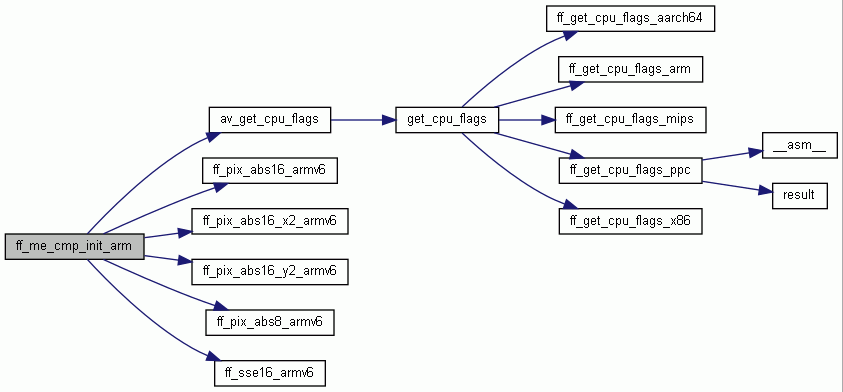 ff_me_cmp_init_arm
av_get_cpu_flags
ff_pix_abs16_armv6
ff_pix_abs16_x2_armv6
ff_pix_abs16_y2_armv6
ff_pix_abs8_armv6
ff_sse16_armv6
get_cpu_flags
ff_get_cpu_flags_aarch64
ff_get_cpu_flags_arm
ff_get_cpu_flags_mips
ff_get_cpu_flags_ppc
ff_get_cpu_flags_x86
__asm__
result